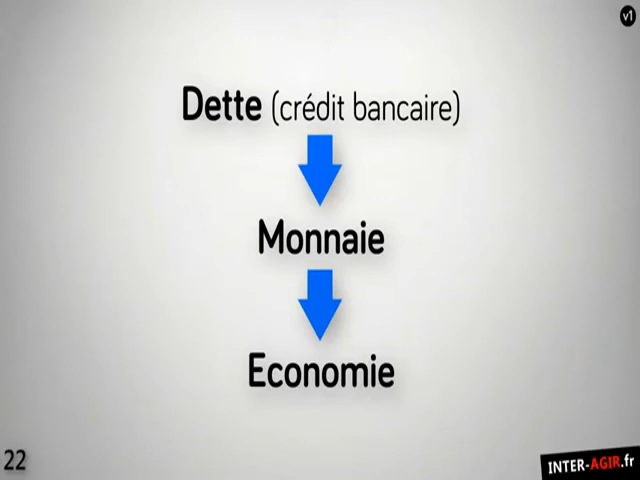 v1
Dette (crédit bancaire)
Monnaie
Economie
22
INTER-AGIR.fr